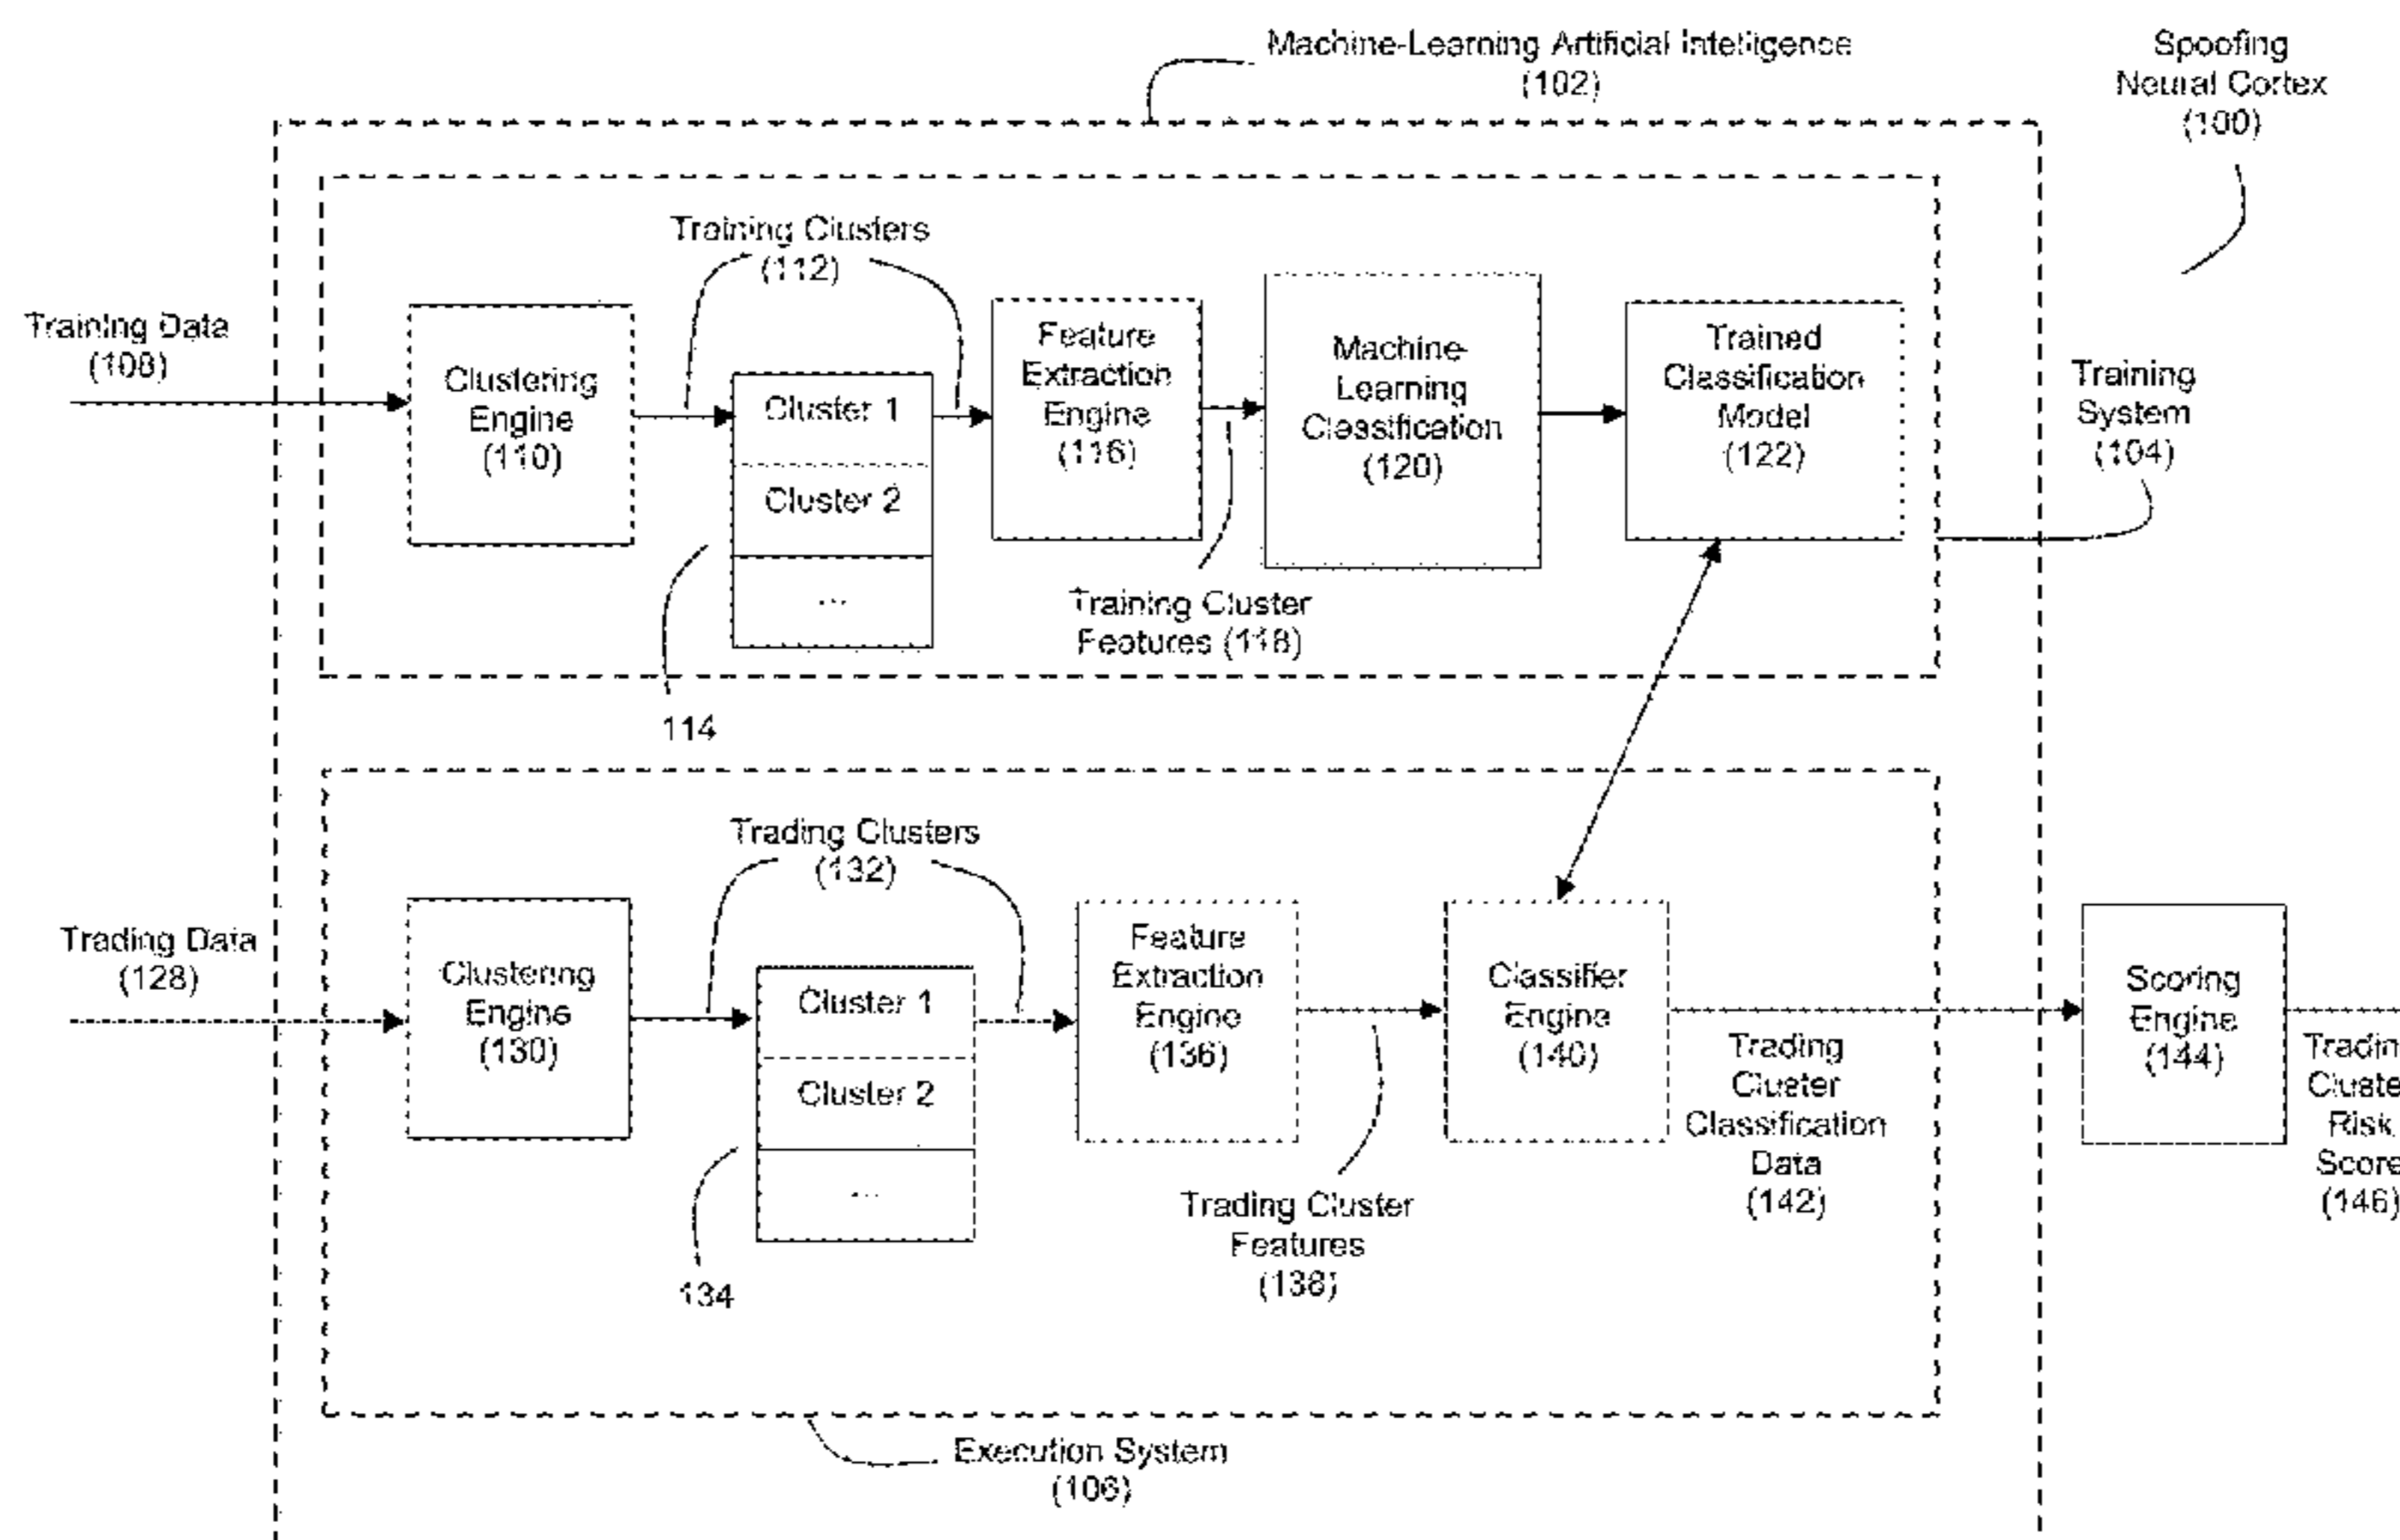 Machine-Learning Artificial Intelligence
(102)
Spoofing
Neural Cortex
(100)
Training Clusters
(112)
Training Data
(108)
Clustering
Engine
(110)
Cluster 1
Cluster 2
...
Feature
Extraction
Engine
(116)
Machine-
Learning
Classification
(120)
Trained
Classification
Model
(122)
Training
System
(104)
Training Cluster
Features (118)
114
Trading Clusters
(132)
Trading Data
(128)
Clustering
Engine
(130)
Cluster 1
Cluster 2
...
Feature
Extraction
Engine
(136)
Classifier
Engine
(140)
Trading
Cluster
Classification
Data
(142)
Scoring
Engine
(144)
Tradin
Cluste
Risk
Score
(146)
Trading Cluster
Features
(138)
134
Execution System
(106)